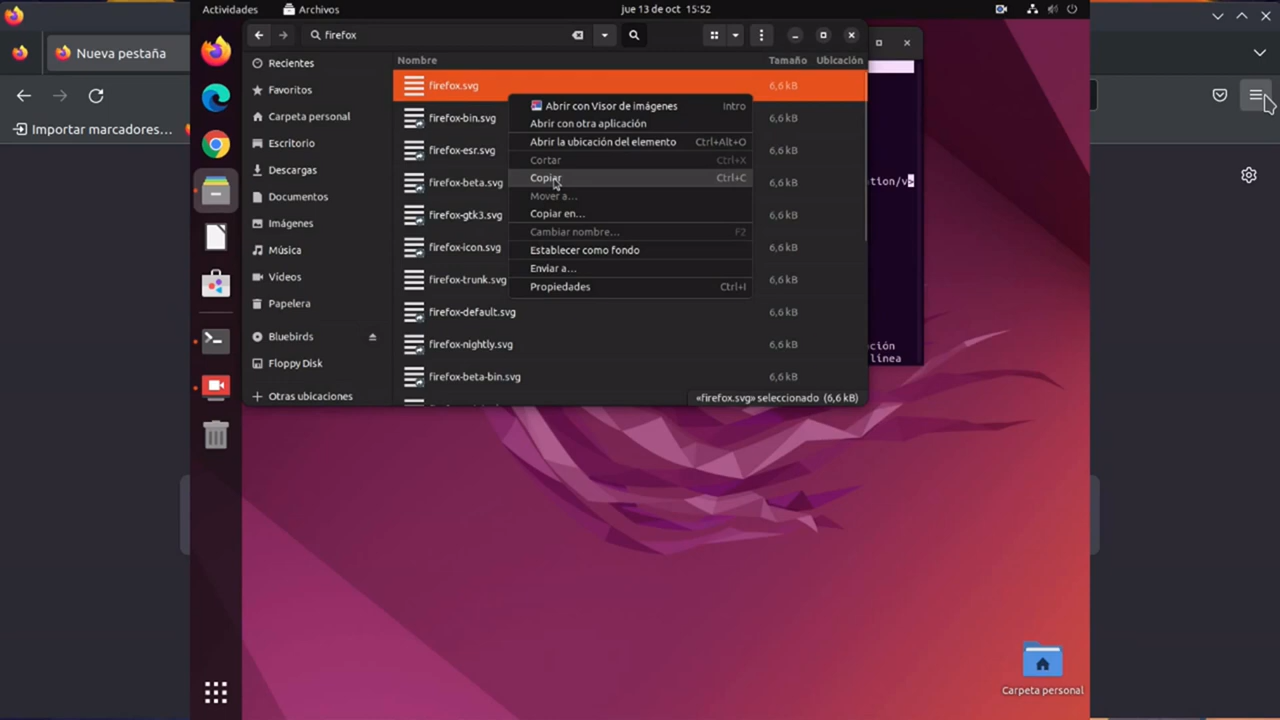 Actividades
Archivos
jue 13 de oct 15:52
Nueva pestaña
Importar marcadores...
firefox
Nombre
Tamaño
Ubicación
Recientes
Favoritos
Carpeta personal
Escritorio
Descargas
Documentos
Imágenes
Música
Vídeos
Papelera
Bluebirds
Floppy Disk
Otras ubicaciones
firefox.svg 6,6 kB
firefox-bin.svg 6,6 kB
firefox-esr.svg
firefox-beta.svg 6,6 kB
firefox-gtk3.svg 6,6 kB
firefox-icon.svg 6,6 kB
firefox-trunk.svg 6,6 kB
firefox-default.svg 6,6 kB
firefox-nightly.svg 6,6 kB
firefox-beta-bin.svg 6,6 kB
Abrir con Visor de imágenes Intro
Abrir con otra aplicación
Abrir la ubicación del elemento Ctrl+Alt+O
Cortar Ctrl+X
Copiar Ctrl+C
Mover a...
Copiar en...
Cambiar nombre... F2
Establecer como fondo
Enviar a...
Propiedades Ctrl+I
«firefox.svg» seleccionado (6,6 kB)
tion/v
ción
línea
Carpeta personal